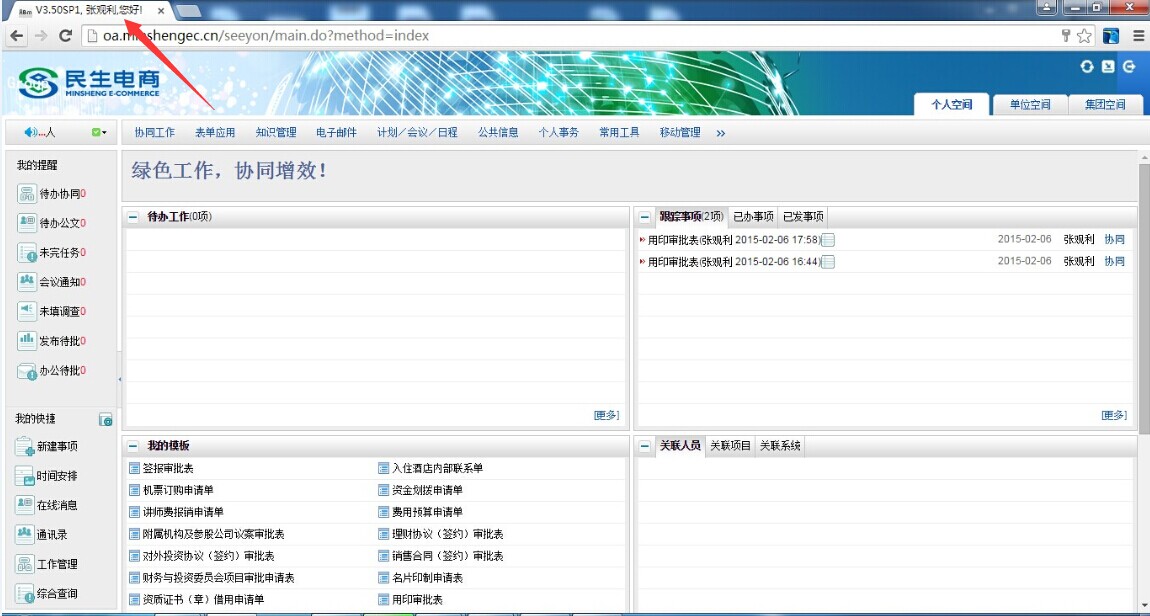 V3.50SP1, 张观利,您好!
oa.minshengec.cn/seeyon/main.do?method=index
民生电商
MINSHENG E-COMMERCE
个人空间 单位空间 集团空间
...人
协同工作 表单应用 知识管理 电子邮件 计划/会议/日程 公共信息 个人事务 常用工具 移动管理 »
我的提醒
待办协同0
待办公文0
未完任务0
会议通知0
未填调查0
发布待批0
办公待批0
我的快捷
新建事项
时间安排
在线消息
通讯录
工作管理
综合查询
绿色工作，协同增效！
待办工作(0项)
[更多]
跟踪事项(2项) 已办事项 已发事项
用印审批表(张观利 2015-02-06 17:58) 2015-02-06 张观利 协同
用印审批表(张观利 2015-02-06 16:44) 2015-02-06 张观利 协同
[更多]
我的模板
签报审批表 入住酒店内部联系单
机票订购申请单 资金划拨申请单
讲师费报销申请单 费用预算申请单
附属机构及参股公司议案审批表 理财协议（签约）审批表
对外投资协议（签约）审批表 销售合同（签约）审批表
财务与投资委员会项目审批申请表 名片印制申请表
资质证书（章）借用申请单 用印审批表
关联人员 关联项目 关联系统